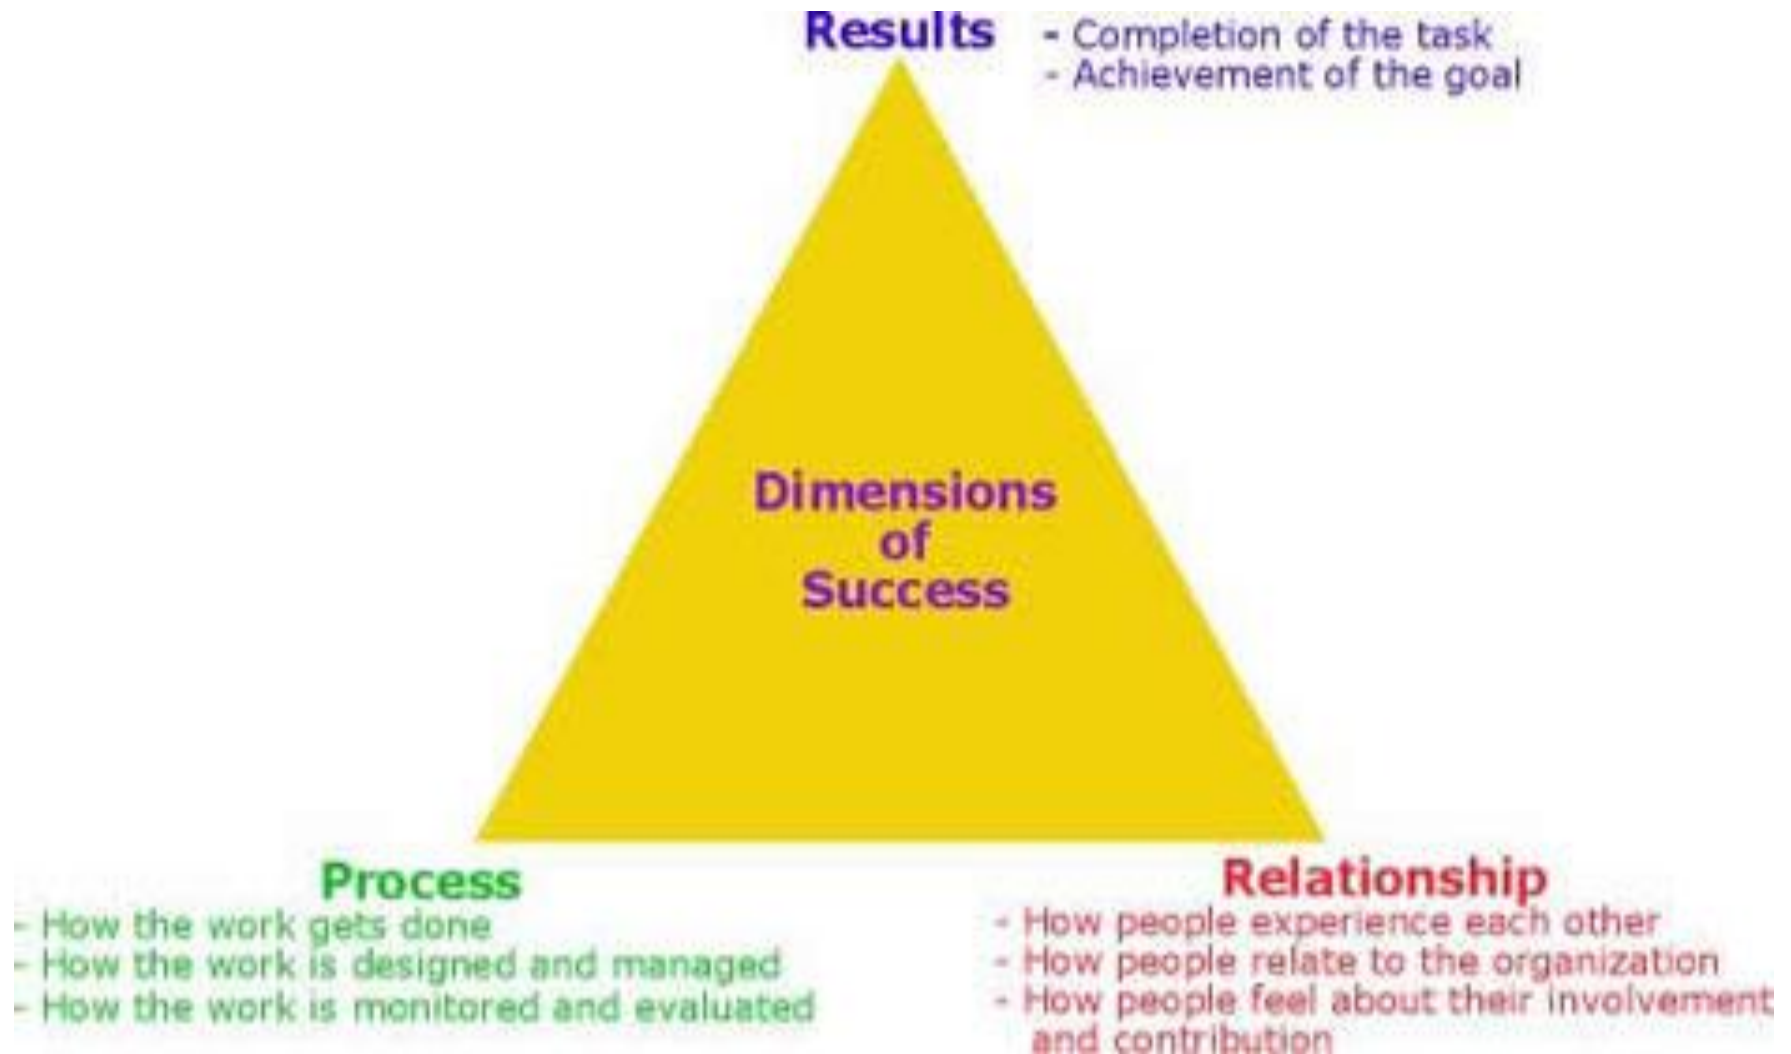 Results
- Completion of the task
- Achievement of the goal
Dimensions
of
Success
Process
- How the work gets done
- How the work is designed and managed
- How the work is monitored and evaluated
Relationship
- How people experience each other
- How people relate to the organization
- How people feel about their involvement
and contribution